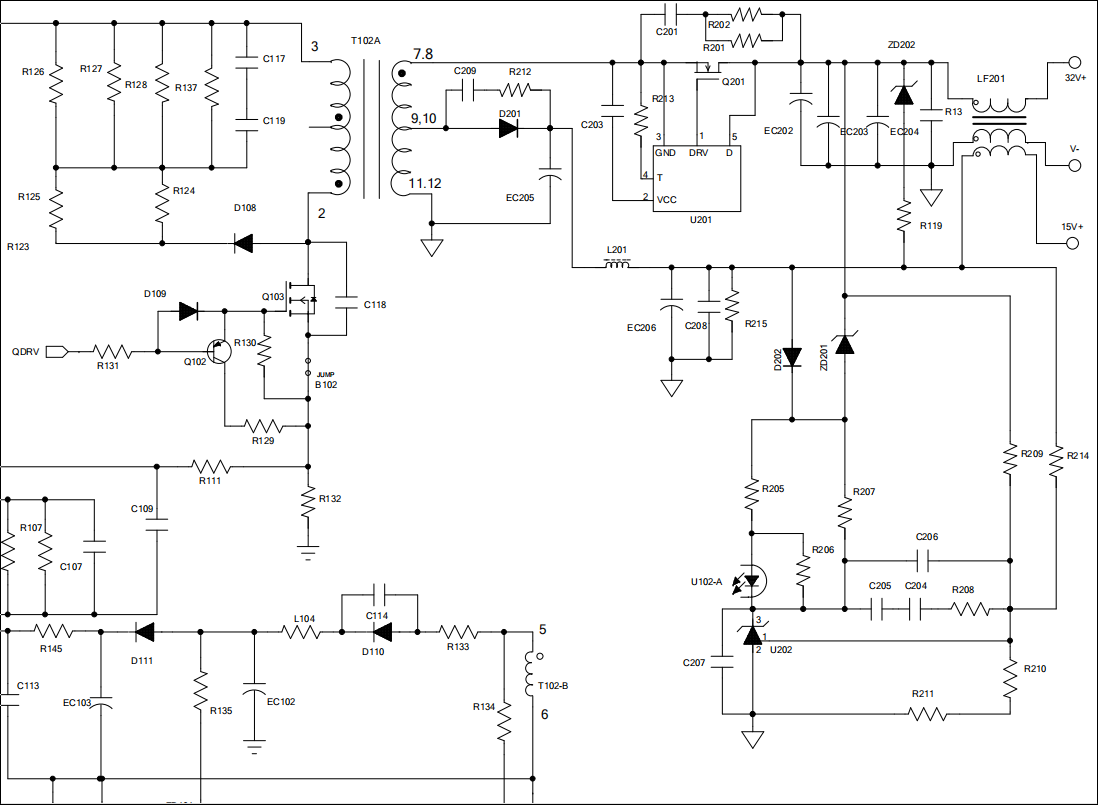 C201
R202
R201
ZD202
T102A
3
7.8
C117
R126
R127
R128
R137
C209
R212
Q201
LF201
32V+
R213
C119
D201
C203
EC202
EC203
EC204
R13
9,10
3
1
5
GND
DRV
D
V-
4
T
2
VCC
U201
11.12
R125
R124
EC205
2
D108
R119
15V+
R123
L201
D109
Q103
C118
EC206
C208
R215
QDRV
R131
Q102
R130
JUMP
B102
D202
ZD201
R129
R209
R214
R111
R132
R205
R207
C109
R107
C107
C206
R206
U102-A
C205
C204
R208
L104
C114
3
1
2
U202
R145
D111
D110
R133
5
C207
R210
C113
EC103
R135
EC102
T102-B
R134
6
R211